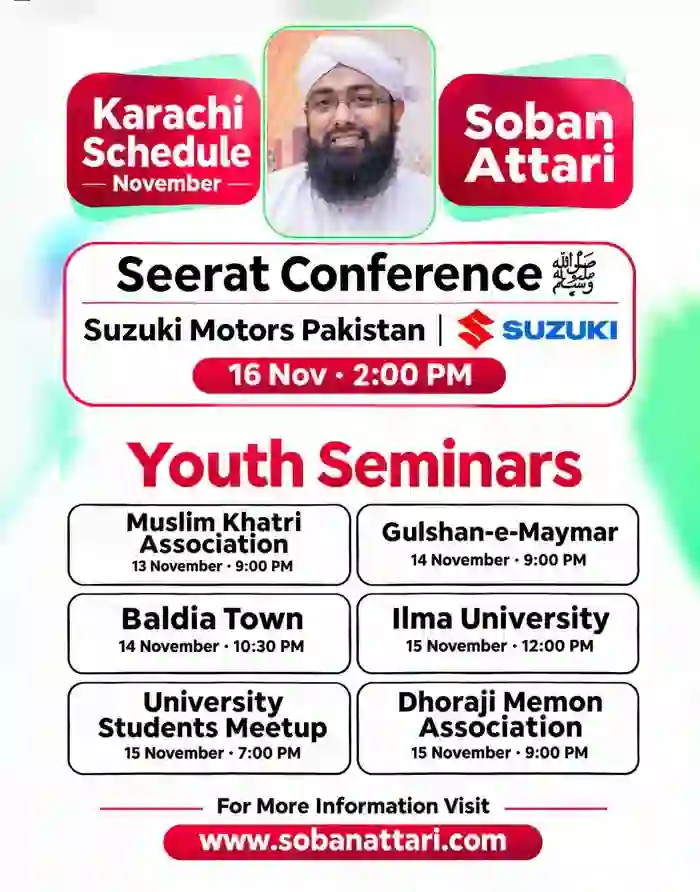 Karachi
Schedule
November
Soban
Attari
Seerat Conference ﷺ
Suzuki Motors Pakistan | SUZUKI
16 Nov · 2:00 PM
Youth Seminars
Muslim Khatri
Association
13 November · 9:00 PM
Gulshan-e-Maymar
14 November · 9:00 PM
Baldia Town
14 November · 10:30 PM
Ilma University
15 November · 12:00 PM
University
Students Meetup
15 November · 7:00 PM
Dhoraji Memon
Association
15 November · 9:00 PM
For More Information Visit
www.sobanattari.com